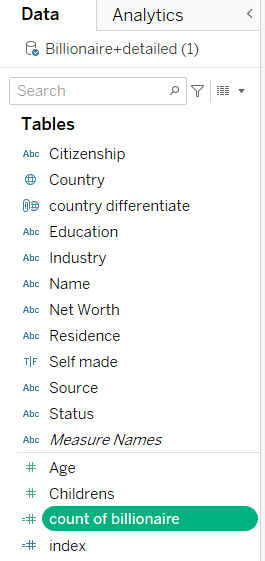 Data Analytics
Billionaire+detailed (1)
Search
Tables
Abc Citizenship
Country
country differentiate
Abc Education
Abc Industry
Abc Name
Abc Net Worth
Abc Residence
T|F Self made
Abc Source
Abc Status
Abc Measure Names
# Age
# Childrens
=# count of billionaire
=# index